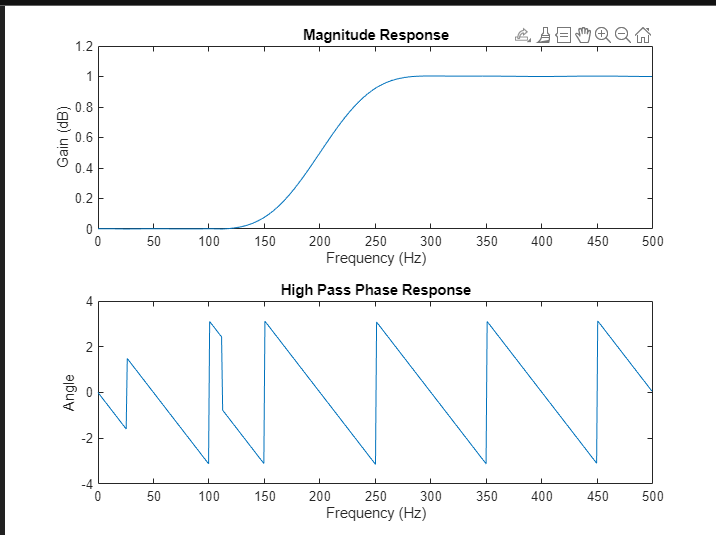 Magnitude Response
1.2
1
0.8
0.6
0.4
0.2
0
Gain (dB)
0 50 100 150 200 250 300 350 400 450 500
Frequency (Hz)
High Pass Phase Response
4
2
0
-2
-4
Angle
0 50 100 150 200 250 300 350 400 450 500
Frequency (Hz)